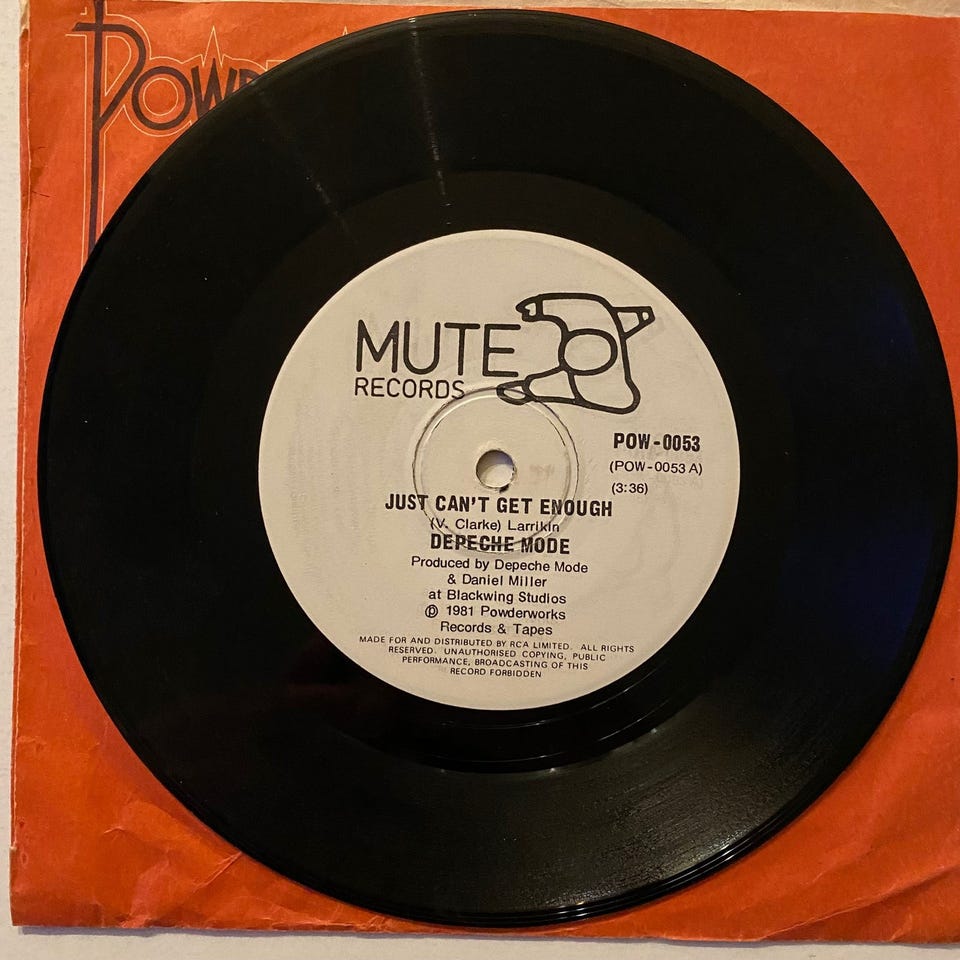 POW
MUTE
RECORDS
POW-0053
(POW-0053 A)
(3:36)
JUST CAN'T GET ENOUGH
(V. Clarke) Larrikin
DEPECHE MODE
Produced by Depeche Mode
& Daniel Miller
at Blackwing Studios
℗ 1981 Powderworks
Records & Tapes
MADE FOR AND DISTRIBUTED BY RCA LIMITED. ALL RIGHTS
RESERVED. UNAUTHORISED COPYING, PUBLIC
PERFORMANCE, BROADCASTING OF THIS
RECORD FORBIDDEN